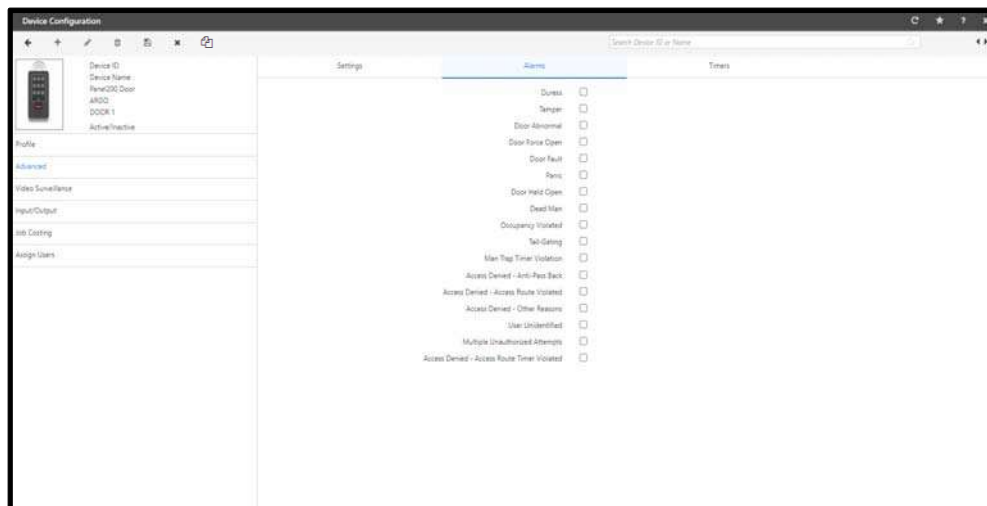 Device Configuration
Search Device ID or Name
Device ID
Device Name
Panel200 Door
ARDO
DOOR 1
Active/Inactive
Profile
Advanced
Video Surveillance
Input/Output
Job Costing
Assign Users
Settings Alarms Timers
Duress
Tamper
Door Abnormal
Door Force Open
Door Fault
Panic
Door Held Open
Dead Man
Occupancy Violated
Tail-Gating
Man Trap Timer Violation
Access Denied - Anti-Pass Back
Access Denied - Access Route Violated
Access Denied - Other Reasons
User Unidentified
Multiple Unauthorized Attempts
Access Denied - Access Route Timer Violated